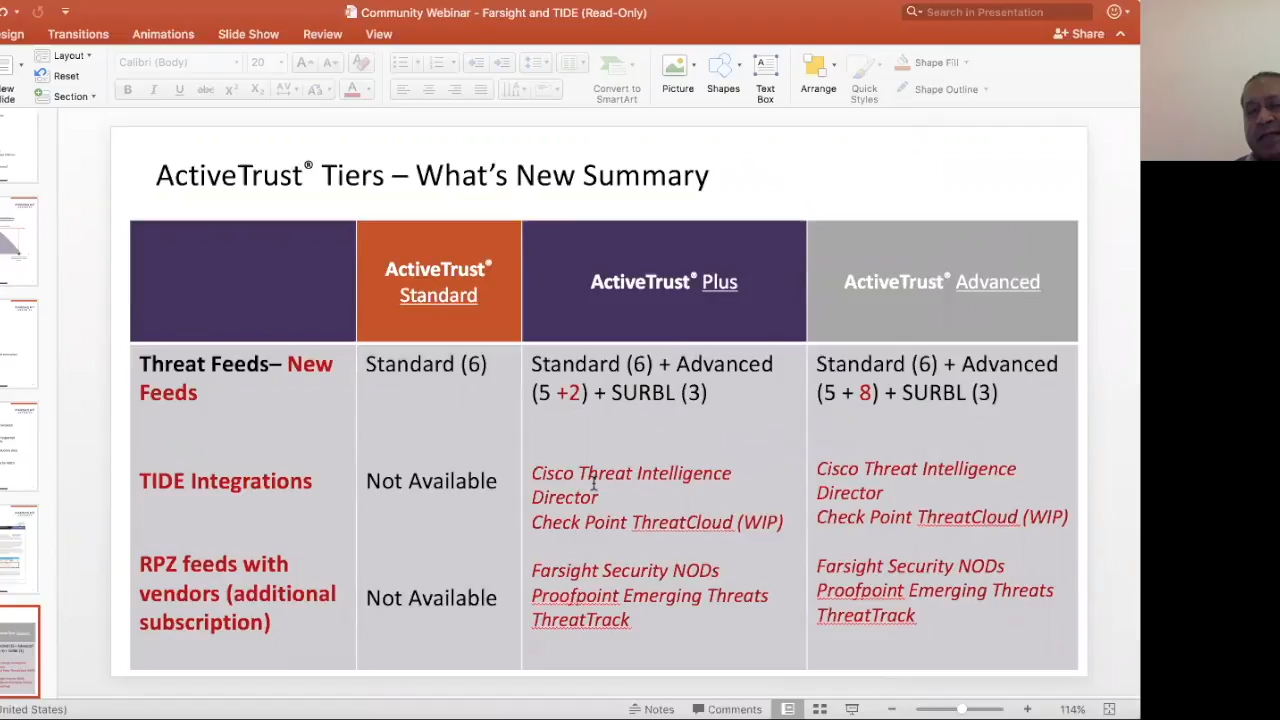 Community Webinar - Farsight and TIDE (Read-Only)
Search in Presentation
Transitions Animations Slide Show Review View
Share
Layout
Reset
Section
Calibri (Body) 20
Convert to SmartArt
Picture
Shapes
Text Box
Arrange
Quick Styles
Shape Fill
Shape Outline
ActiveTrust® Tiers – What's New Summary
ActiveTrust® Standard
ActiveTrust® Plus
ActiveTrust® Advanced
Threat Feeds– New Feeds
Standard (6)
Standard (6) + Advanced
(5 +2) + SURBL (3)
Standard (6) + Advanced
(5 + 8) + SURBL (3)
TIDE Integrations
Not Available
Cisco Threat Intelligence
Director
Check Point ThreatCloud (WIP)
Cisco Threat Intelligence
Director
Check Point ThreatCloud (WIP)
RPZ feeds with
vendors (additional
subscription)
Not Available
Farsight Security NODs
Proofpoint Emerging Threats
ThreatTrack
Farsight Security NODs
Proofpoint Emerging Threats
ThreatTrack
United States)
Notes
Comments
114%